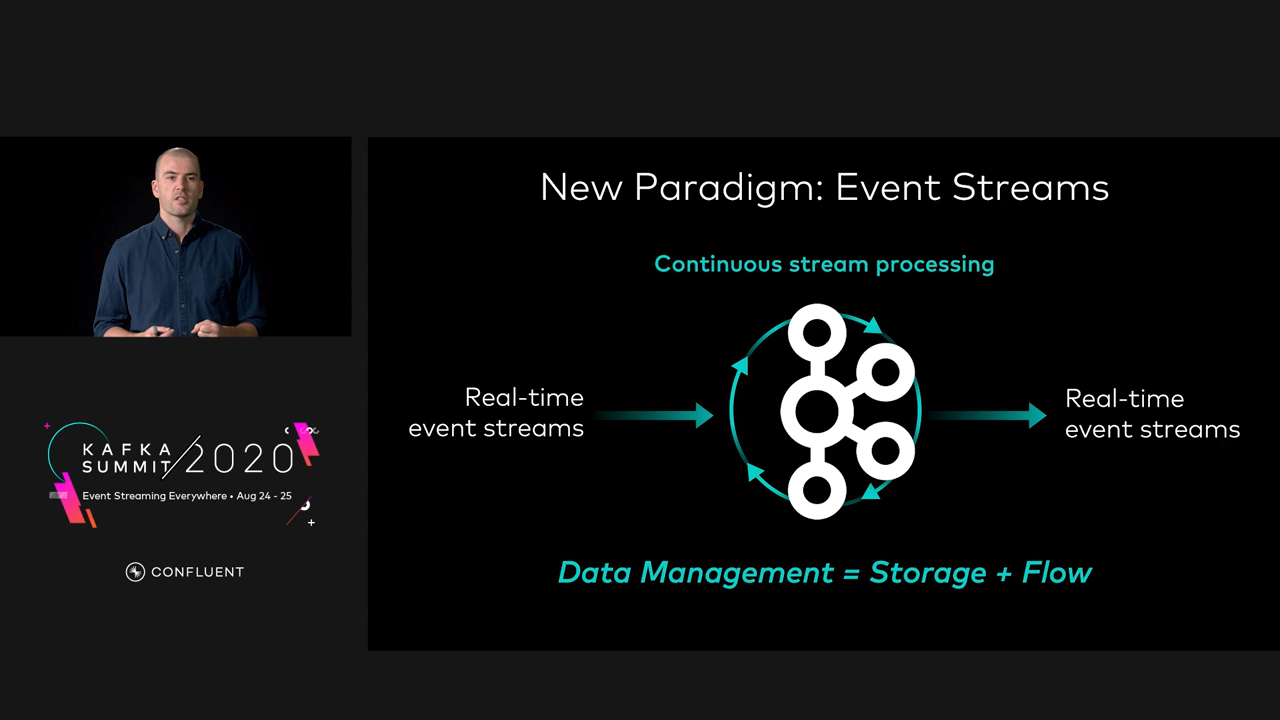 New Paradigm: Event Streams
Continuous stream processing
Real-time
event streams
Real-time
event streams
Data Management = Storage + Flow
KAFKA
SUMMIT/2020
Event Streaming Everywhere • Aug 24 - 25
CONFLUENT